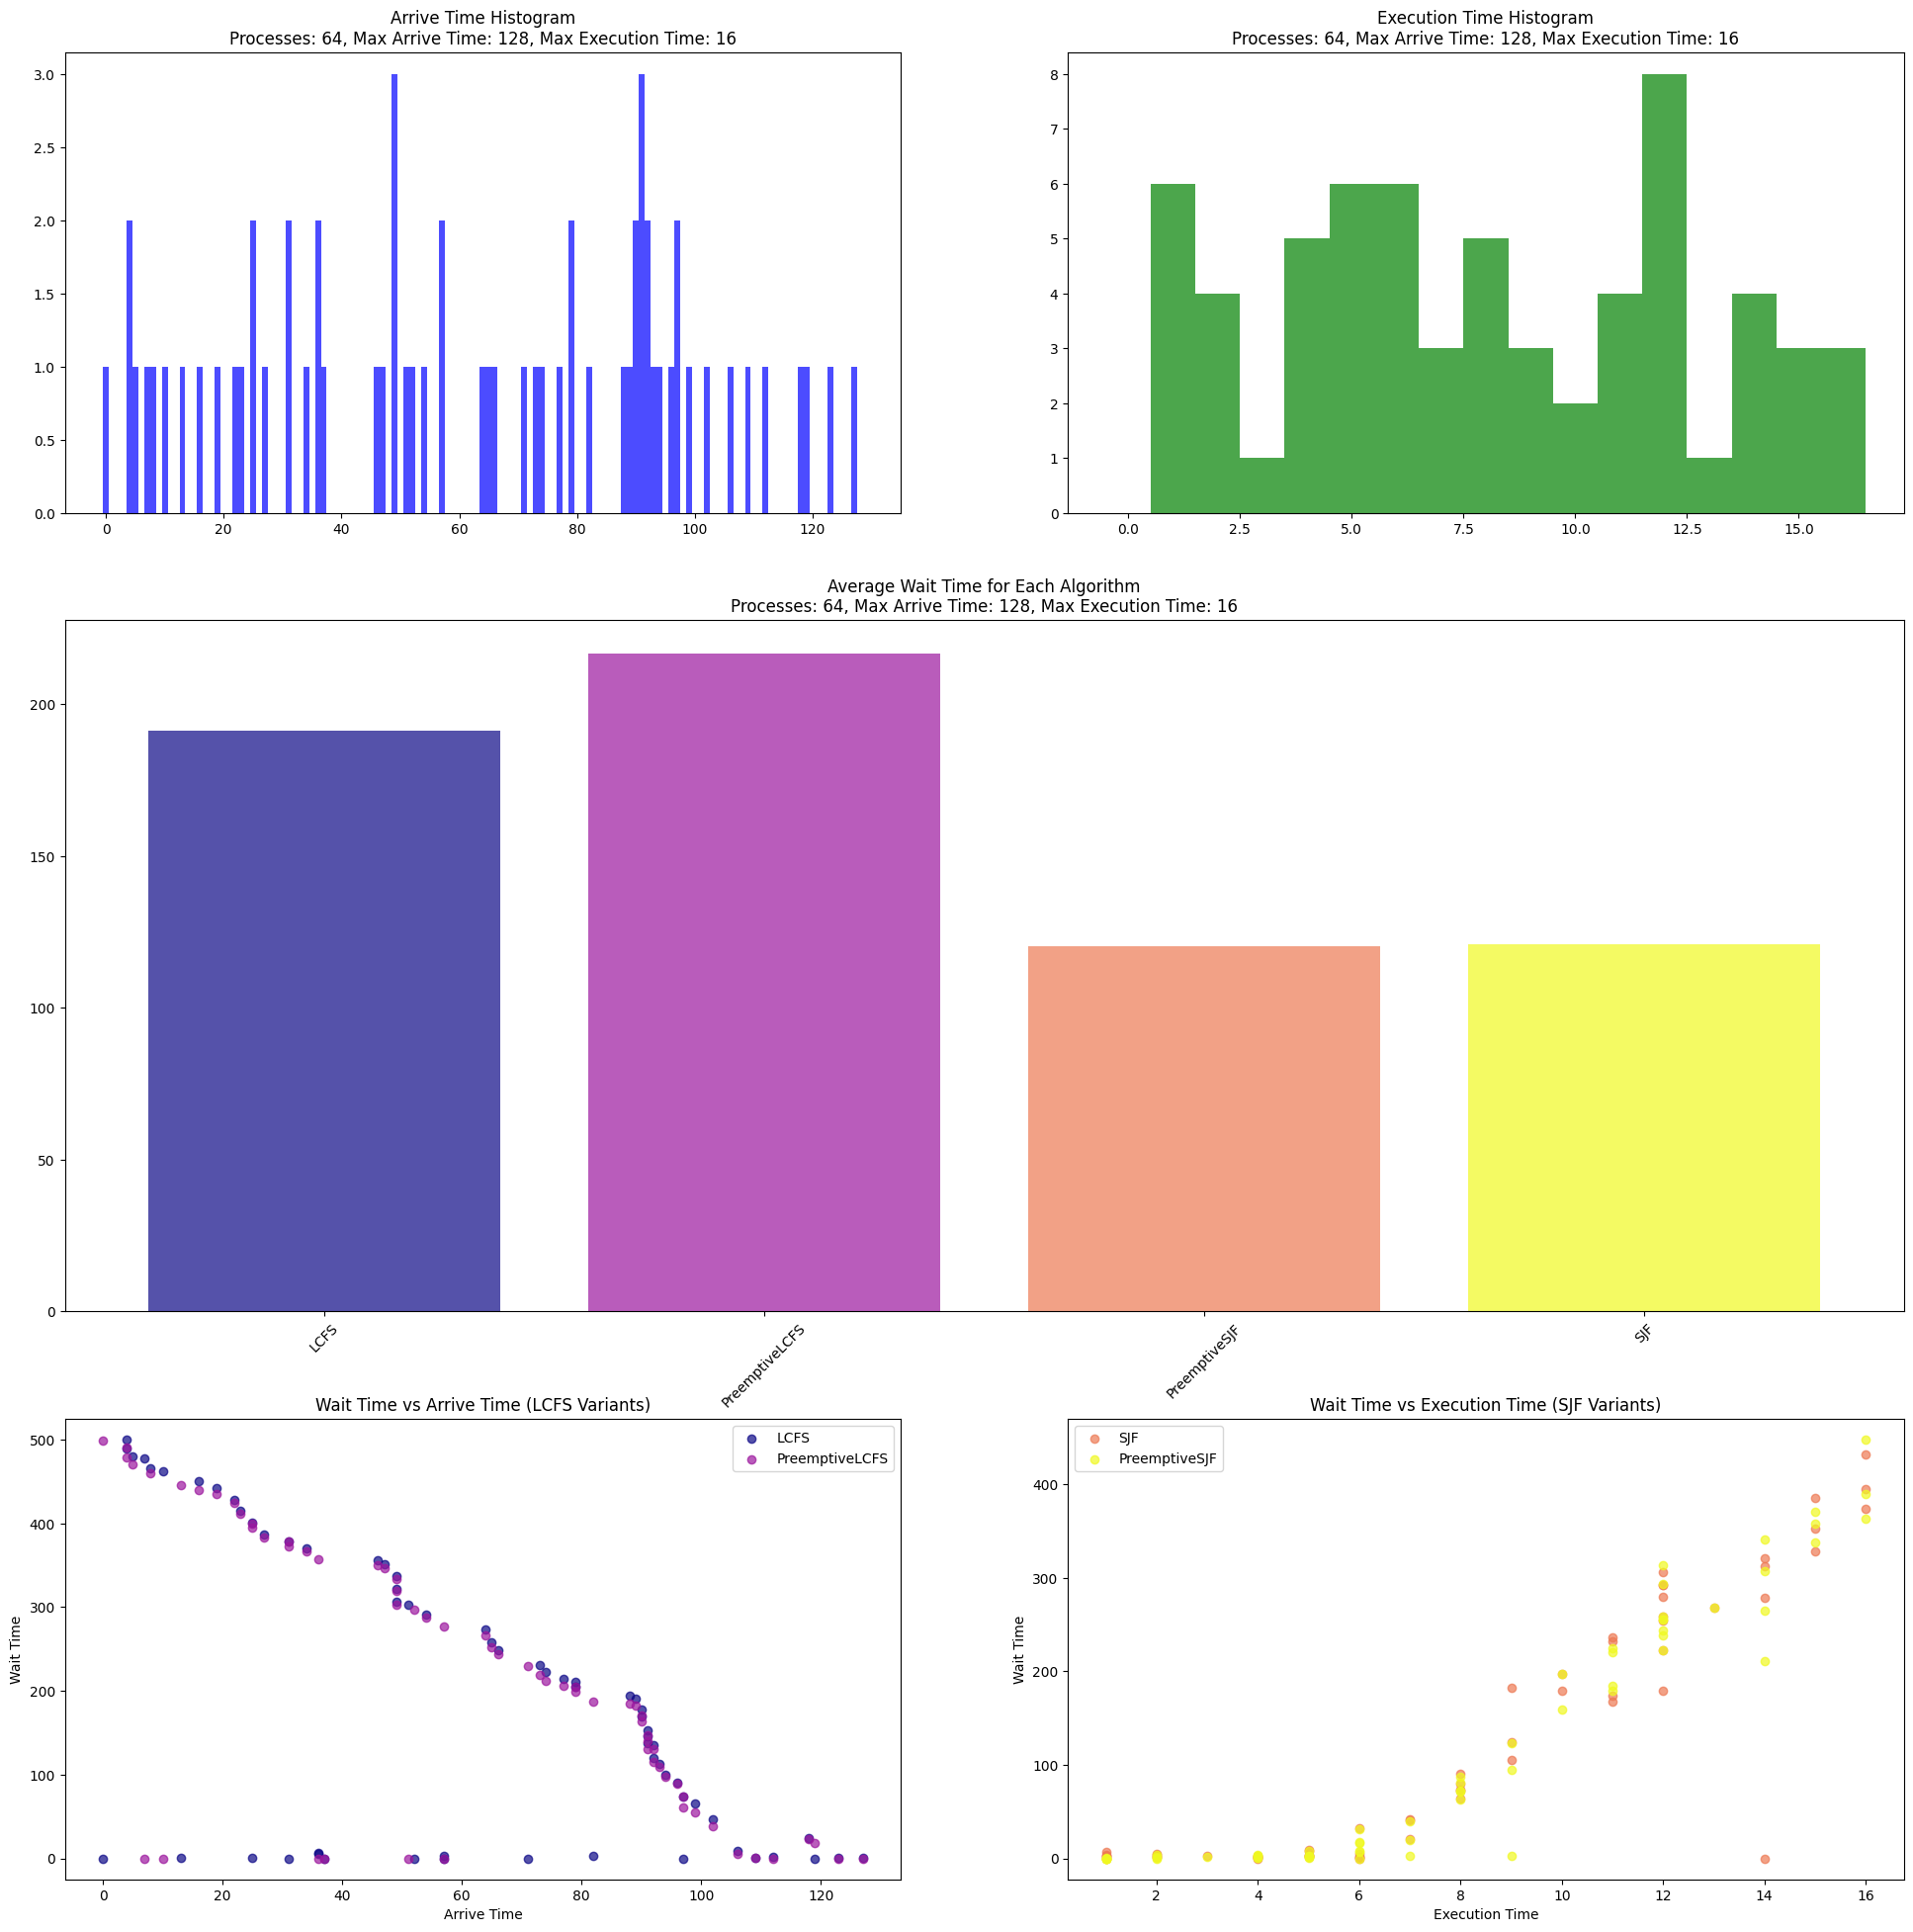 Arrive Time Histogram
Processes: 64, Max Arrive Time: 128, Max Execution Time: 16
3.0
2.5
2.0
1.5
1.0
0.5
0.0
0 20 40 60 80 100 120
Execution Time Histogram
Processes: 64, Max Arrive Time: 128, Max Execution Time: 16
8
7
6
5
4
3
2
1
0
0.0 2.5 5.0 7.5 10.0 12.5 15.0
Average Wait Time for Each Algorithm
Processes: 64, Max Arrive Time: 128, Max Execution Time: 16
200
150
100
50
0
LCFS
PreemptiveLCFS
PreemptiveSJF
SJF
Wait Time vs Arrive Time (LCFS Variants)
LCFS
PreemptiveLCFS
Wait Time
500
400
300
200
100
0
0 20 40 60 80 100 120
Arrive Time
Wait Time vs Execution Time (SJF Variants)
SJF
PreemptiveSJF
Wait Time
400
300
200
100
0
2 4 6 8 10 12 14 16
Execution Time